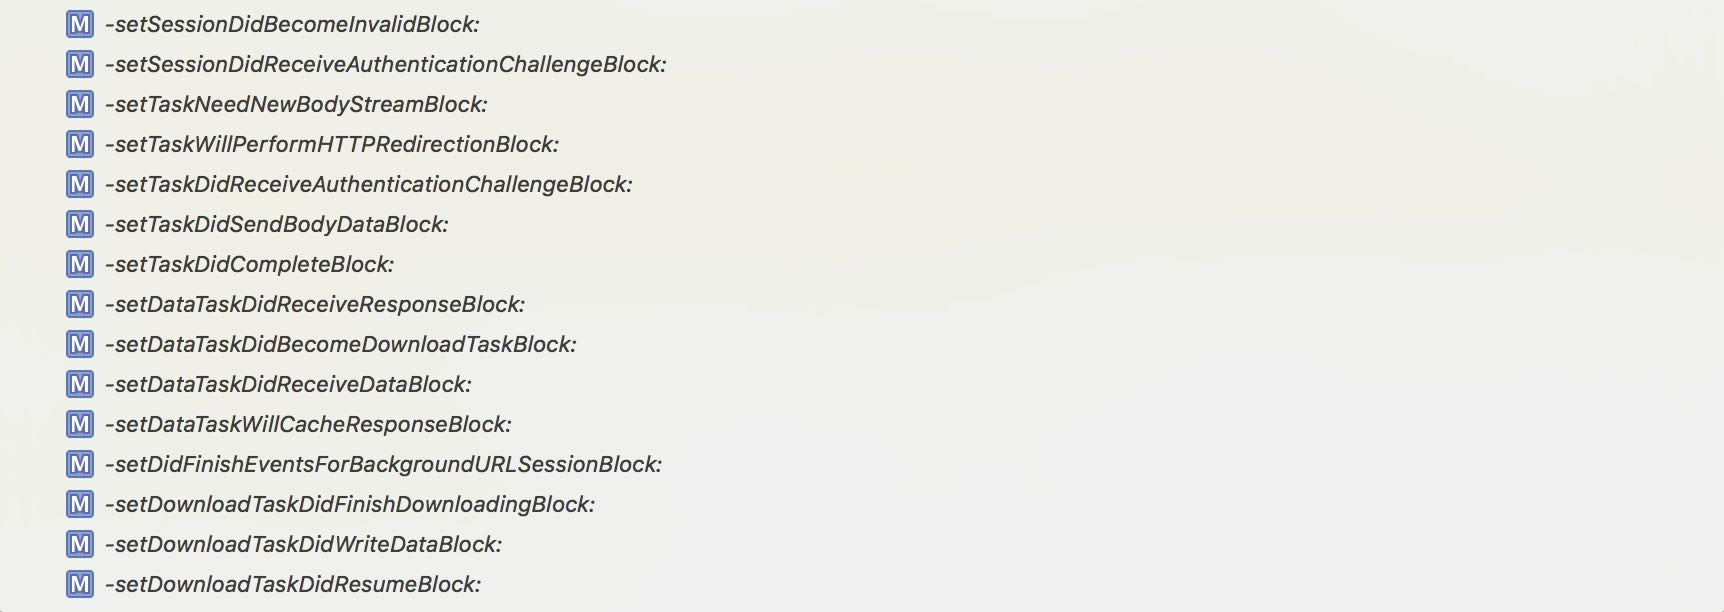 M -setSessionDidBecomeInvalidBlock:
M -setSessionDidReceiveAuthenticationChallengeBlock:
M -setTaskNeedNewBodyStreamBlock:
M -setTaskWillPerformHTTPRedirectionBlock:
M -setTaskDidReceiveAuthenticationChallengeBlock:
M -setTaskDidSendBodyDataBlock:
M -setTaskDidCompleteBlock:
M -setDataTaskDidReceiveResponseBlock:
M -setDataTaskDidBecomeDownloadTaskBlock:
M -setDataTaskDidReceiveDataBlock:
M -setDataTaskWillCacheResponseBlock:
M -setDidFinishEventsForBackgroundURLSessionBlock:
M -setDownloadTaskDidFinishDownloadingBlock:
M -setDownloadTaskDidWriteDataBlock:
M -setDownloadTaskDidResumeBlock: